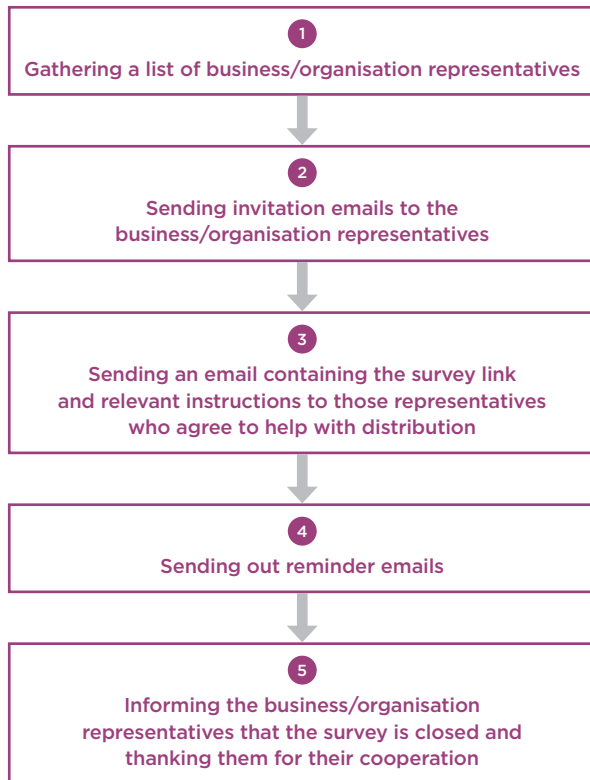 1
Gathering a list of business/organisation representatives
2
Sending invitation emails to the
business/organisation representatives
3
Sending an email containing the survey link
and relevant instructions to those representatives
who agree to help with distribution
4
Sending out reminder emails
5
Informing the business/organisation
representatives that the survey is closed and
thanking them for their cooperation